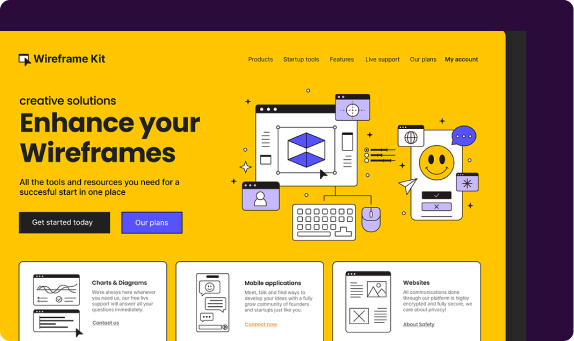 Wireframe Kit
Products Startup tools Features Live support Our plans My account
creative solutions
Enhance your
Wireframes
All the tools and resources you need for a
succesful start in one place
Get started today Our plans
Charts & Diagrams
We're always here whenever
you need us, our free live
support will answer all your
questions immediately.
Contact us
Mobile applications
Meet, talk and find ways to
develop your ideas with a fully
grow community of founders
and startups just like you.
Connect now
Websites
All communications done
through our platform is highly
encrypted and fully secure, we
care about privacy!
About Safety